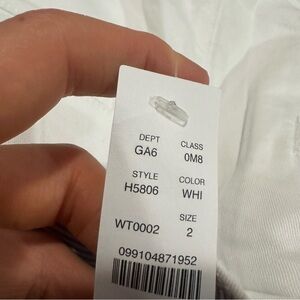 DEPT CLASS
GA6 0M8
STYLE COLOR
H5806 WHI
SIZE
WT0002 2
099104871952